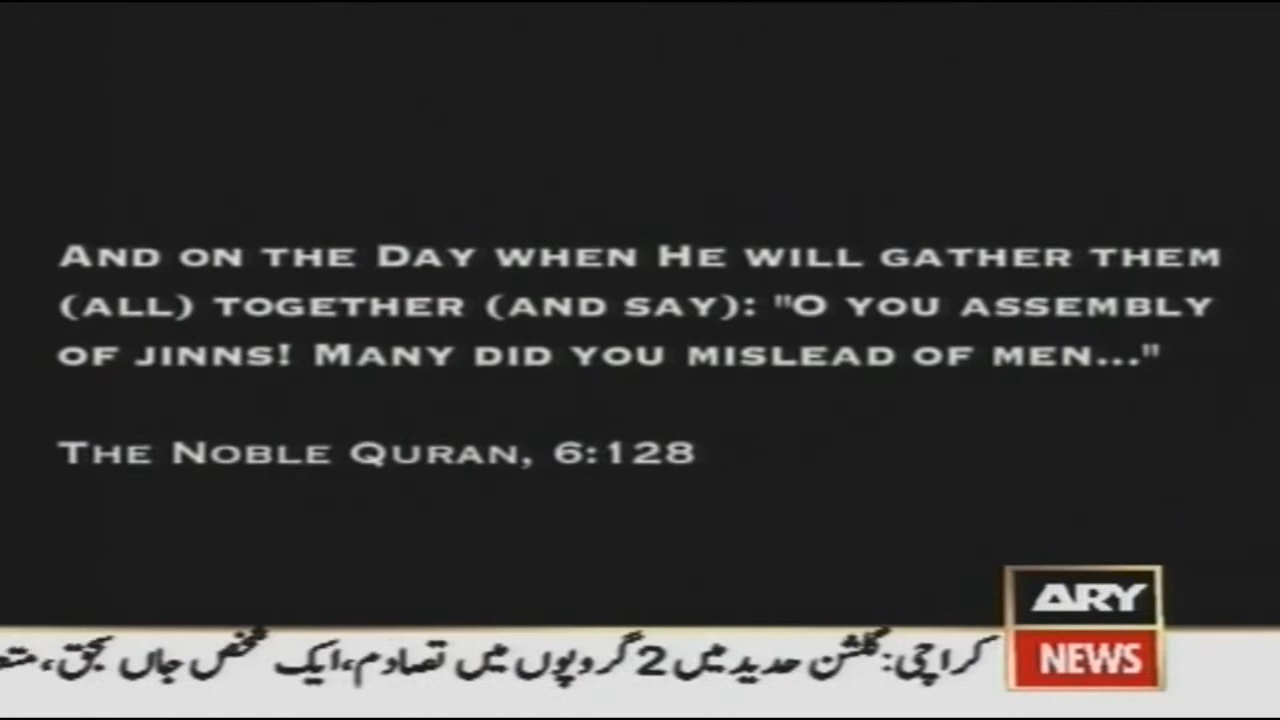 AND ON THE DAY WHEN HE WILL GATHER THEM
(ALL) TOGETHER (AND SAY): "O YOU ASSEMBLY
OF JINNS! MANY DID YOU MISLEAD OF MEN..."
THE NOBLE QURAN, 6:128
ARY
NEWS
کراچی:گلشن حدید میں 2 گروپوں میں تصادم،ایک شخص جاں بحق،